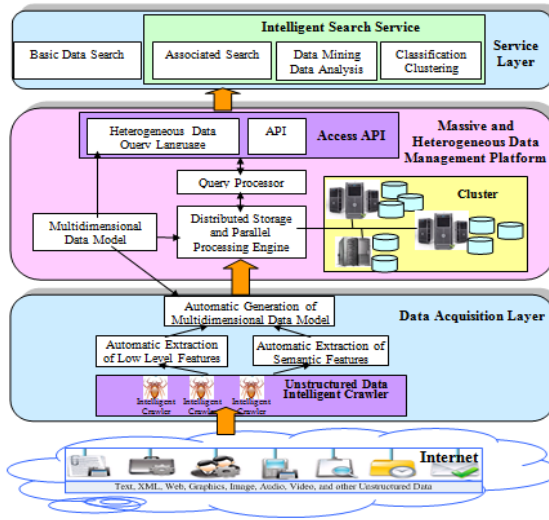 Intelligent Search Service
Basic Data Search
Associated Search
Data Mining
Data Analysis
Classification
Clustering
Service
Layer
Heterogeneous Data
Query Language
API
Access API
Massive and
Heterogeneous Data
Management Platform
Query Processor
Multidimensional
Data Model
Distributed Storage
and Parallel
Processing Engine
Cluster
Automatic Generation of
Multidimensional Data Model
Data Acquisition Layer
Automatic Extraction
of Low Level Features
Automatic Extraction of
Semantic Features
Intelligent
Crawler
Intelligent
Crawler
Intelligent
Crawler
Unstructured Data
Intelligent Crawler
Internet
Text, XML, Web, Graphics, Image, Audio, Video, and other Unstructured Data